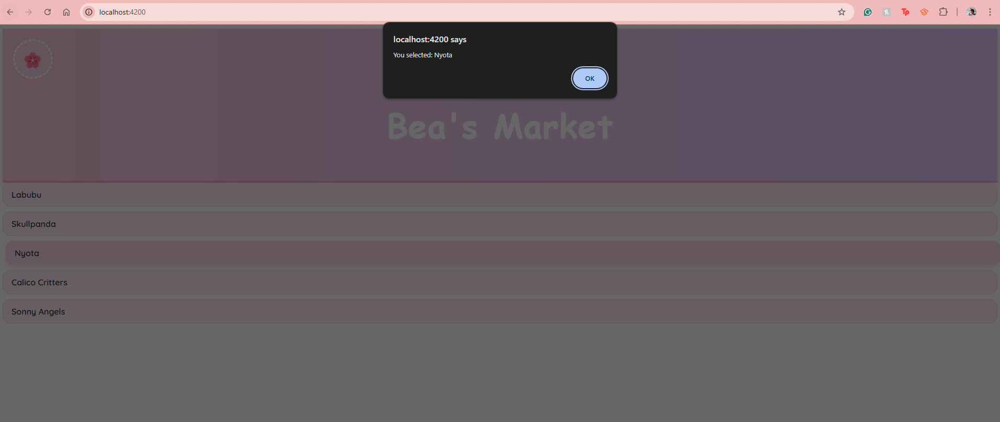 localhost:4200
localhost:4200 says
You selected: Nyota
OK
Bea's Market
Labubu
Skullpanda
Nyota
Calico Critters
Sonny Angels